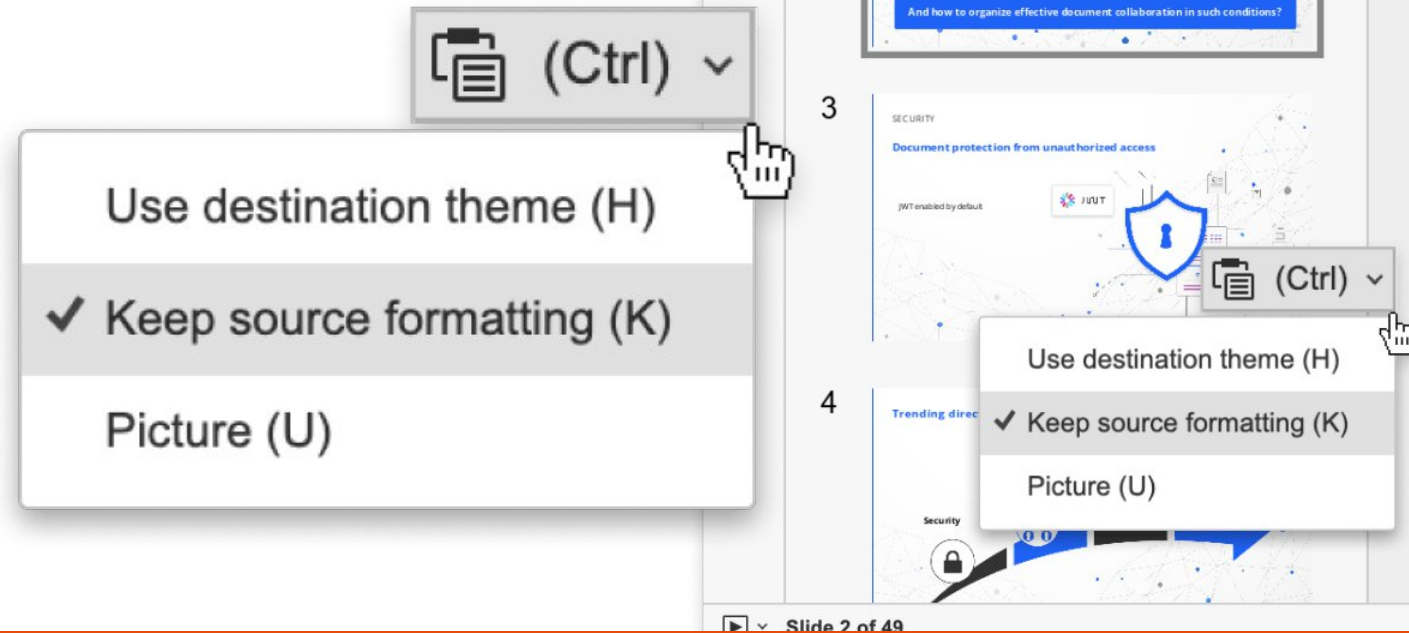 (Ctrl)
Use destination theme (H)
Keep source formatting (K)
Picture (U)
And how to organize effective document collaboration in such conditions?
3
SECURITY
Document protection from unauthorized access
JWT enabled by default
JWT
(Ctrl)
Use destination theme (H)
Keep source formatting (K)
Picture (U)
4
Trending direc
Security
Slide 2 of 49